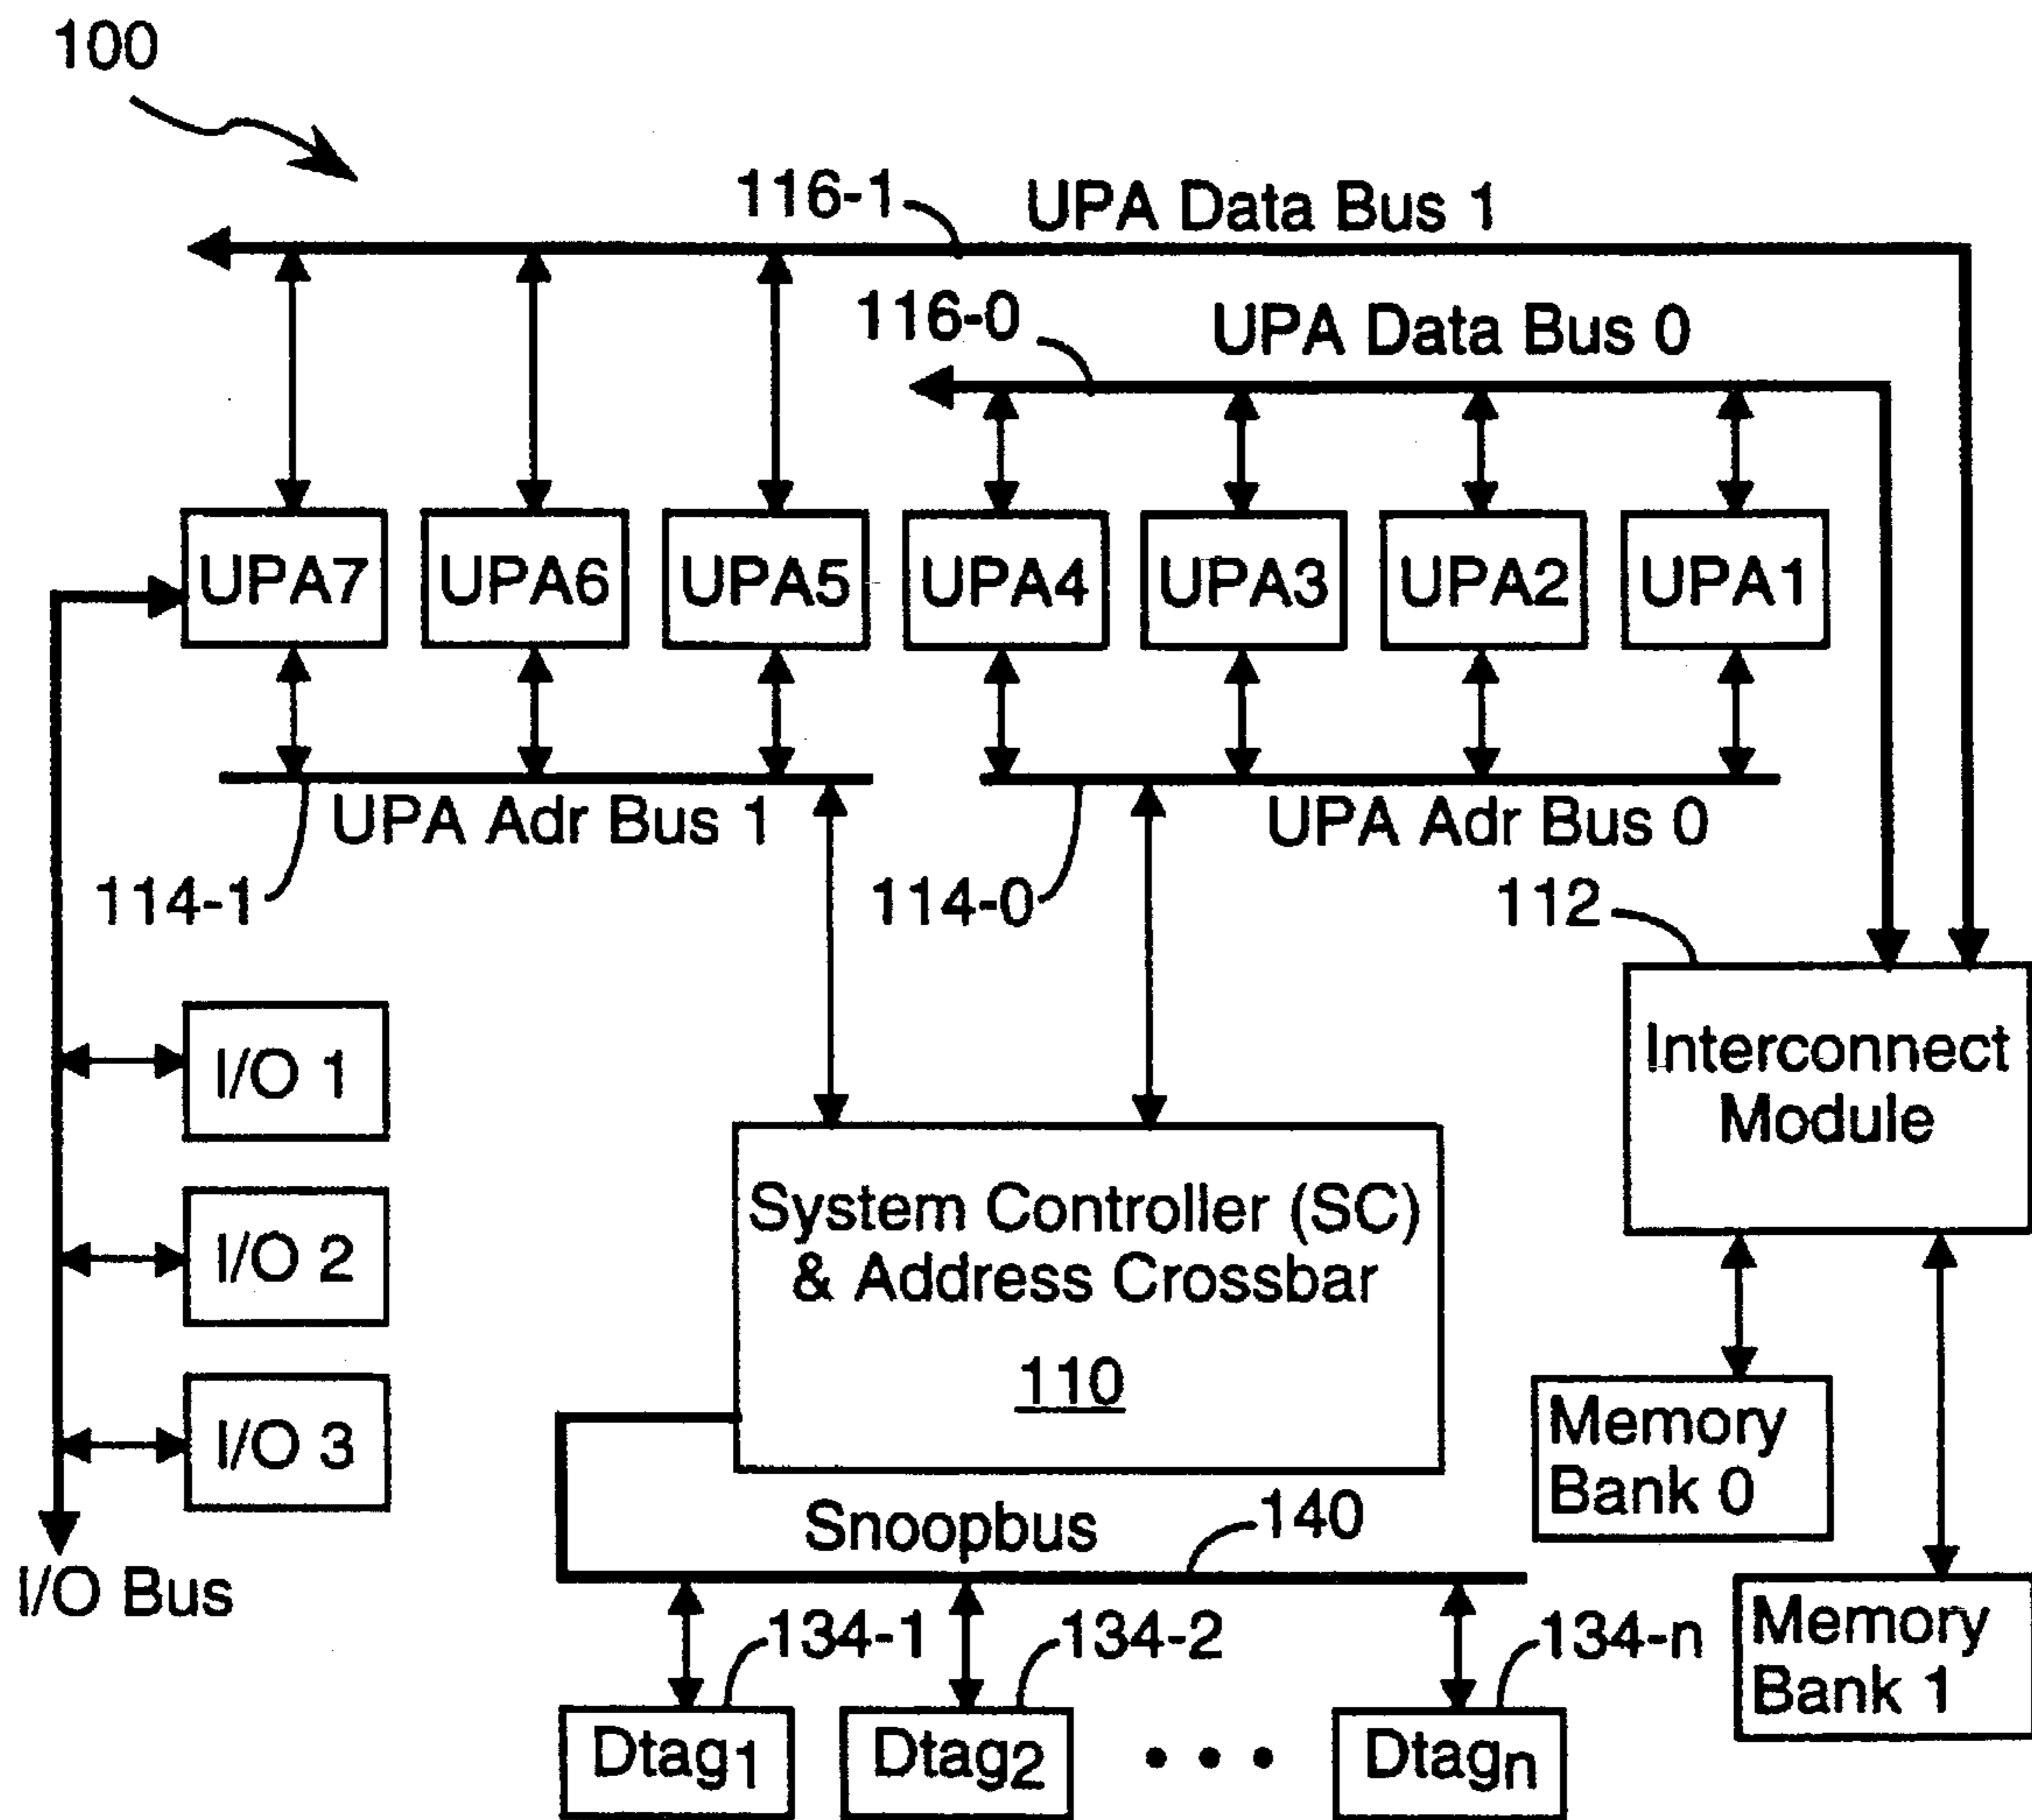 100
116-1
UPA Data Bus 1
116-0
UPA Data Bus 0
UPA7
UPA6
UPA5
UPA4
UPA3
UPA2
UPA1
UPA Adr Bus 1
UPA Adr Bus 0
114-1
114-0
112
Interconnect
Module
I/O 1
I/O 2
I/O 3
I/O Bus
System Controller (SC)
& Address Crossbar
110
Memory
Bank 0
Memory
Bank 1
Snoopbus
140
134-1
134-2
134-n
Dtag1
Dtag2
• • •
Dtagn